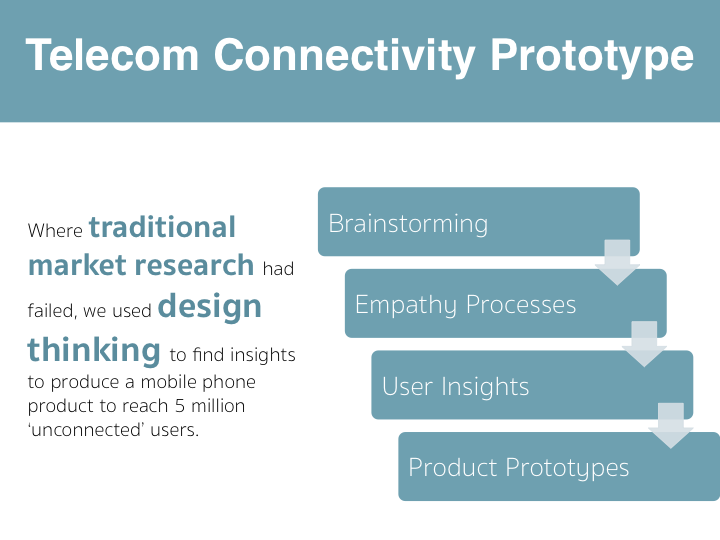 Telecom Connectivity Prototype
Where traditional
market research had
failed, we used design
thinking to find insights
to produce a mobile phone
product to reach 5 million
‘unconnected’ users.
Brainstorming
Empathy Processes
User Insights
Product Prototypes